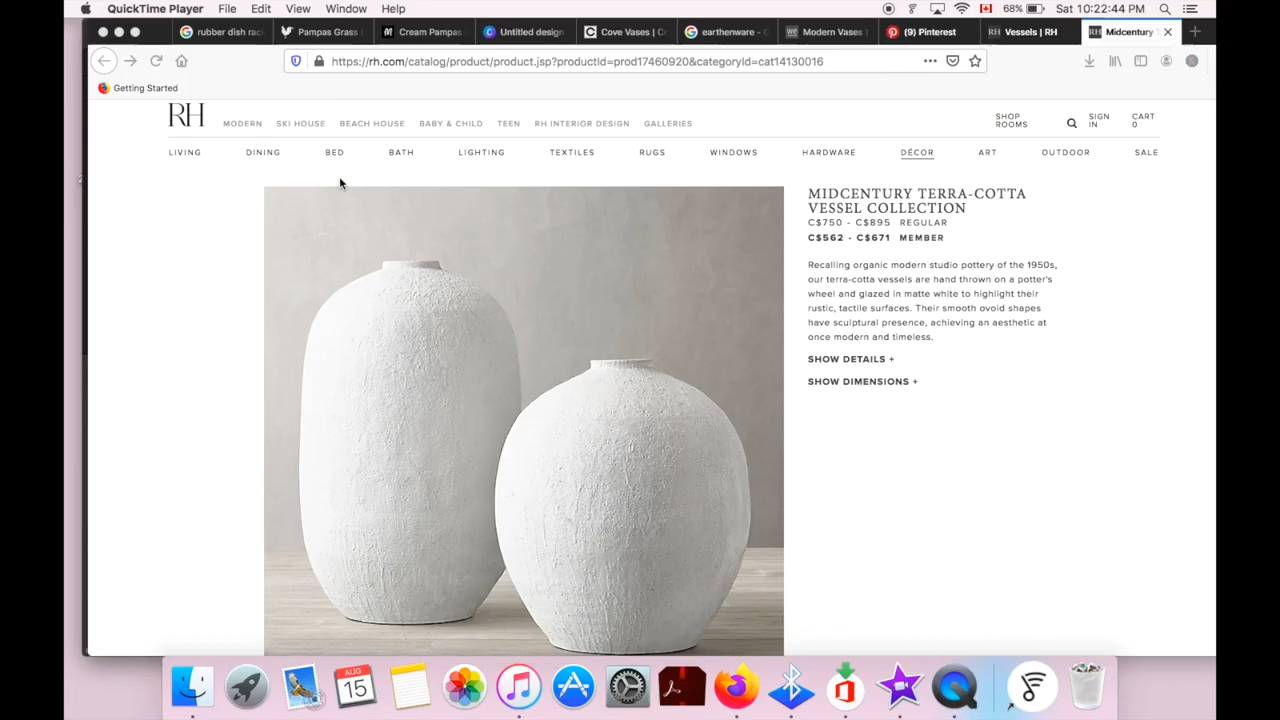 QuickTime Player File Edit View Window Help 68% Sat 10:22:44 PM
rubber dish rac Pampas Grass Cream Pampas Untitled design Cove Vases | C earthenware - Modern Vases (9) Pinterest Vessels | RH Midcentury
https://rh.com/catalog/product/product.jsp?productId=prod17460920&categoryId=cat14130016
Getting Started
RH MODERN SKI HOUSE BEACH HOUSE BABY & CHILD TEEN RH INTERIOR DESIGN GALLERIES
SHOP ROOMS
SIGN IN
CART 0
LIVING DINING BED BATH LIGHTING TEXTILES RUGS WINDOWS HARDWARE DÉCOR ART OUTDOOR SALE
MIDCENTURY TERRA-COTTA
VESSEL COLLECTION
C$750 - C$895 REGULAR
C$562 - C$671 MEMBER
Recalling organic modern studio pottery of the 1950s,
our terra-cotta vessels are hand thrown on a potter's
wheel and glazed in matte white to highlight their
rustic, tactile surfaces. Their smooth ovoid shapes
have sculptural presence, achieving an aesthetic at
once modern and timeless.
SHOW DETAILS +
SHOW DIMENSIONS +
AUG
15